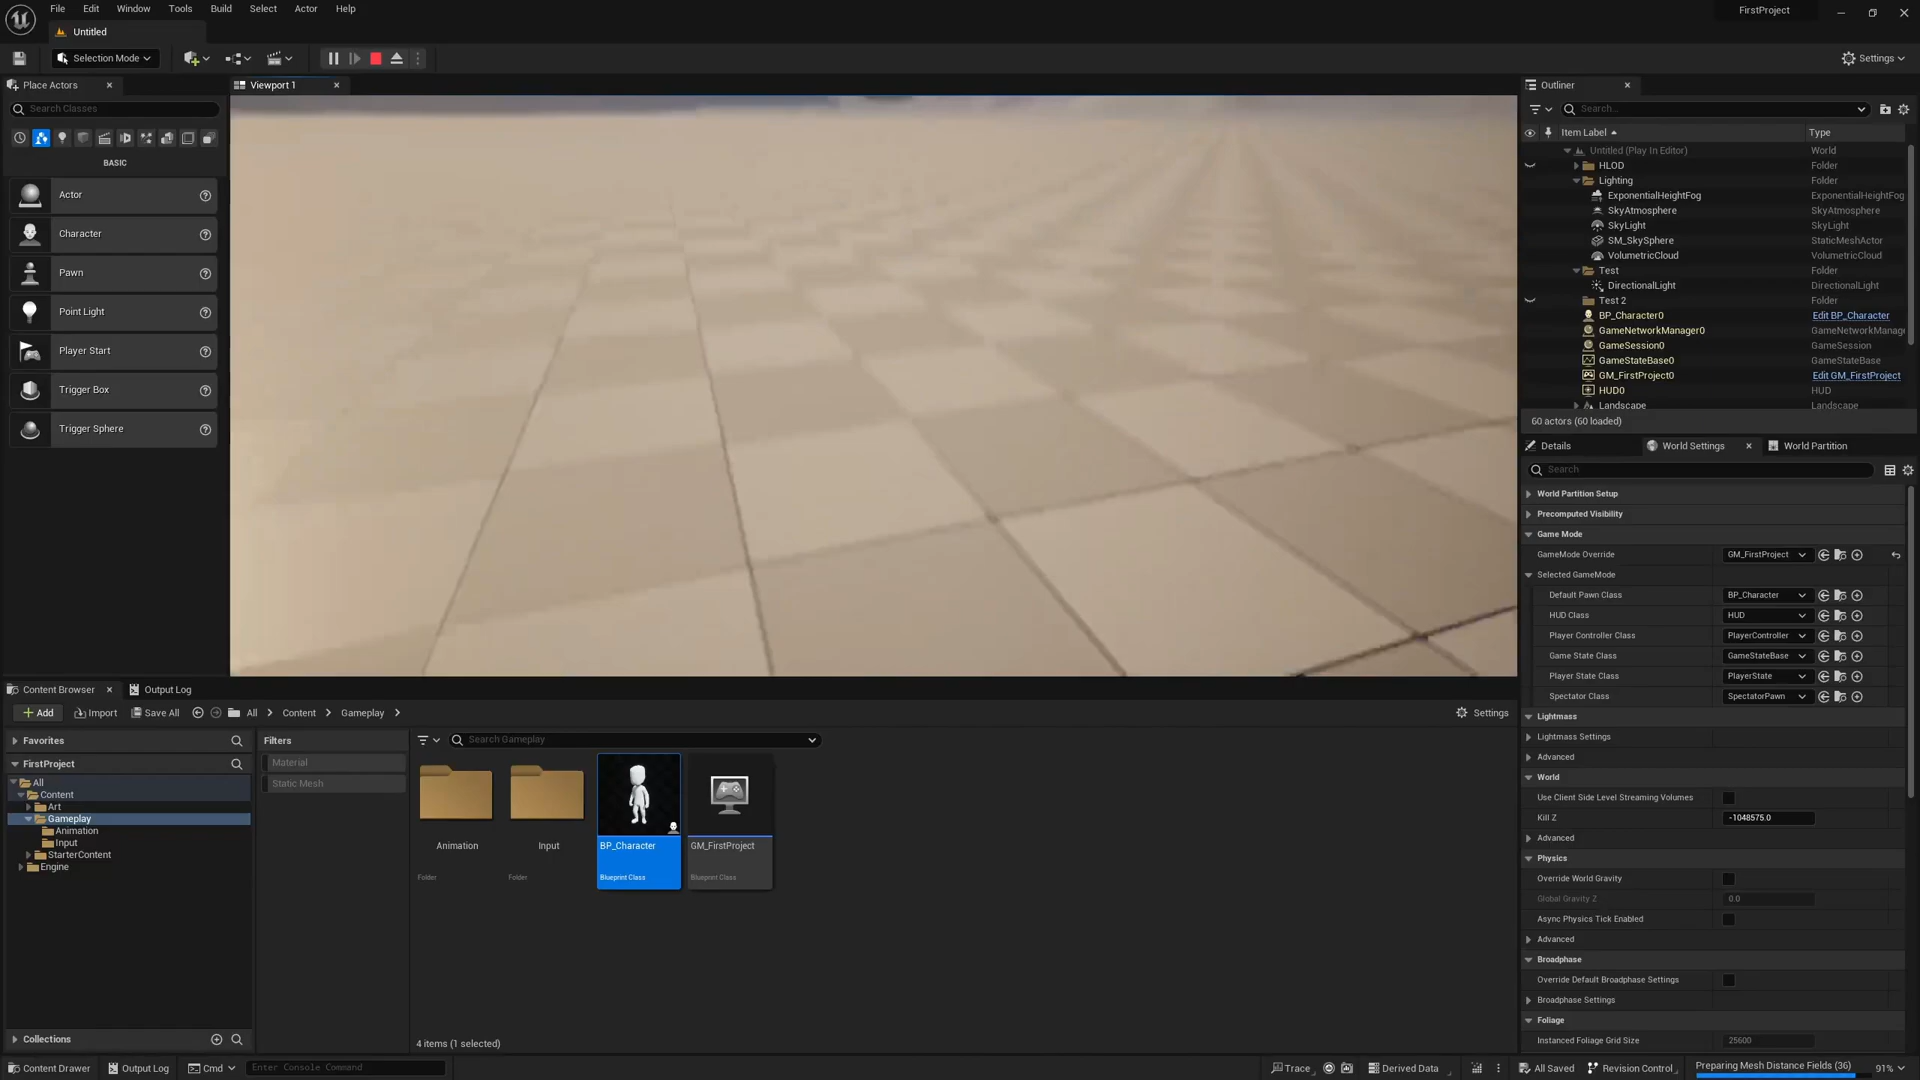 File Edit Window Tools Build Select Actor Help
FirstProject
Untitled
Selection Mode
Settings
Place Actors
Viewport 1
Outliner
Search Classes
Search...
Item Label
Type
BASIC
Untitled (Play In Editor) World
HLOD Folder
Lighting Folder
Actor
ExponentialHeightFog ExponentialHeightFog
SkyAtmosphere SkyAtmosphere
SkyLight SkyLight
Character
SM_SkySphere StaticMeshActor
VolumetricCloud VolumetricCloud
Pawn
Test Folder
DirectionalLight DirectionalLight
Test 2 Folder
Point Light
BP_Character0 Edit BP_Character
GameNetworkManager0 GameNetworkManage
GameSession0 GameSession
Player Start
GameStateBase0 GameStateBase
GM_FirstProject0 Edit GM_FirstProject
Trigger Box
HUD0 HUD
Landscape Landscape
60 actors (60 loaded)
Trigger Sphere
Details World Settings World Partition
Search
World Partition Setup
Precomputed Visibility
Game Mode
GameMode Override GM_FirstProject
Selected GameMode
Default Pawn Class BP_Character
HUD Class HUD
Player Controller Class PlayerController
Game State Class GameStateBase
Player State Class PlayerState
Spectator Class SpectatorPawn
Lightmass
Lightmass Settings
Advanced
World
Use Client Side Level Streaming Volumes
Kill Z -1048575.0
Advanced
Physics
Override World Gravity
Global Gravity Z 0.0
Async Physics Tick Enabled
Advanced
Broadphase
Override Default Broadphase Settings
Broadphase Settings
Foliage
Instanced Foliage Grid Size 25600
Content Browser Output Log
Add Import Save All All Content Gameplay Settings
Favorites
Filters
Search Gameplay
Material
Static Mesh
FirstProject
All
Content
Art
Gameplay
Animation
Input
StarterContent
Engine
Animation
Folder
Input
Folder
BP_Character
Blueprint Class
GM_FirstProject
Blueprint Class
Collections
4 items (1 selected)
Content Drawer Output Log Cmd Enter Console Command Trace Derived Data All Saved Revision Control Preparing Mesh Distance Fields (36) 91%